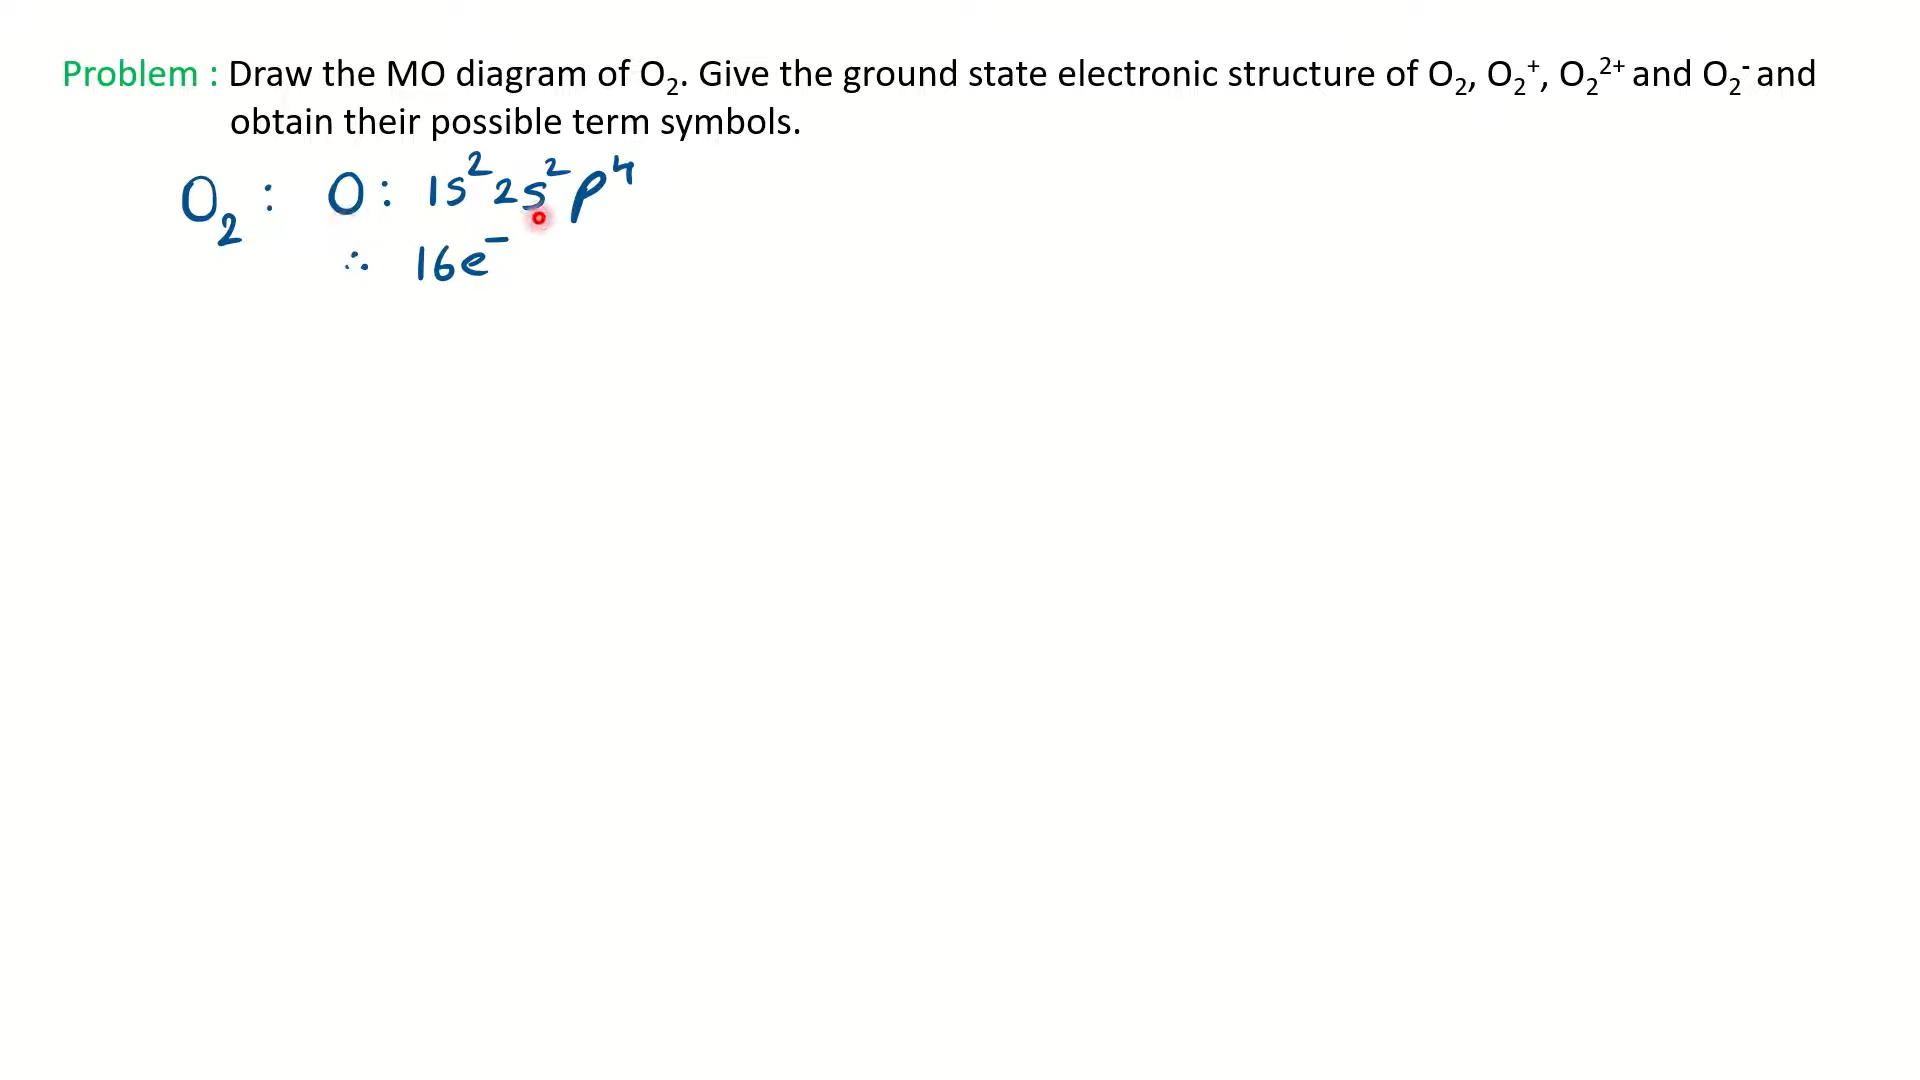 Problem : Draw the MO diagram of O₂. Give the ground state electronic structure of O₂, O₂⁺, O₂²⁺ and O₂⁻ and
obtain their possible term symbols.
O₂ : O : 1s² 2s² p⁴
∴ 16e⁻